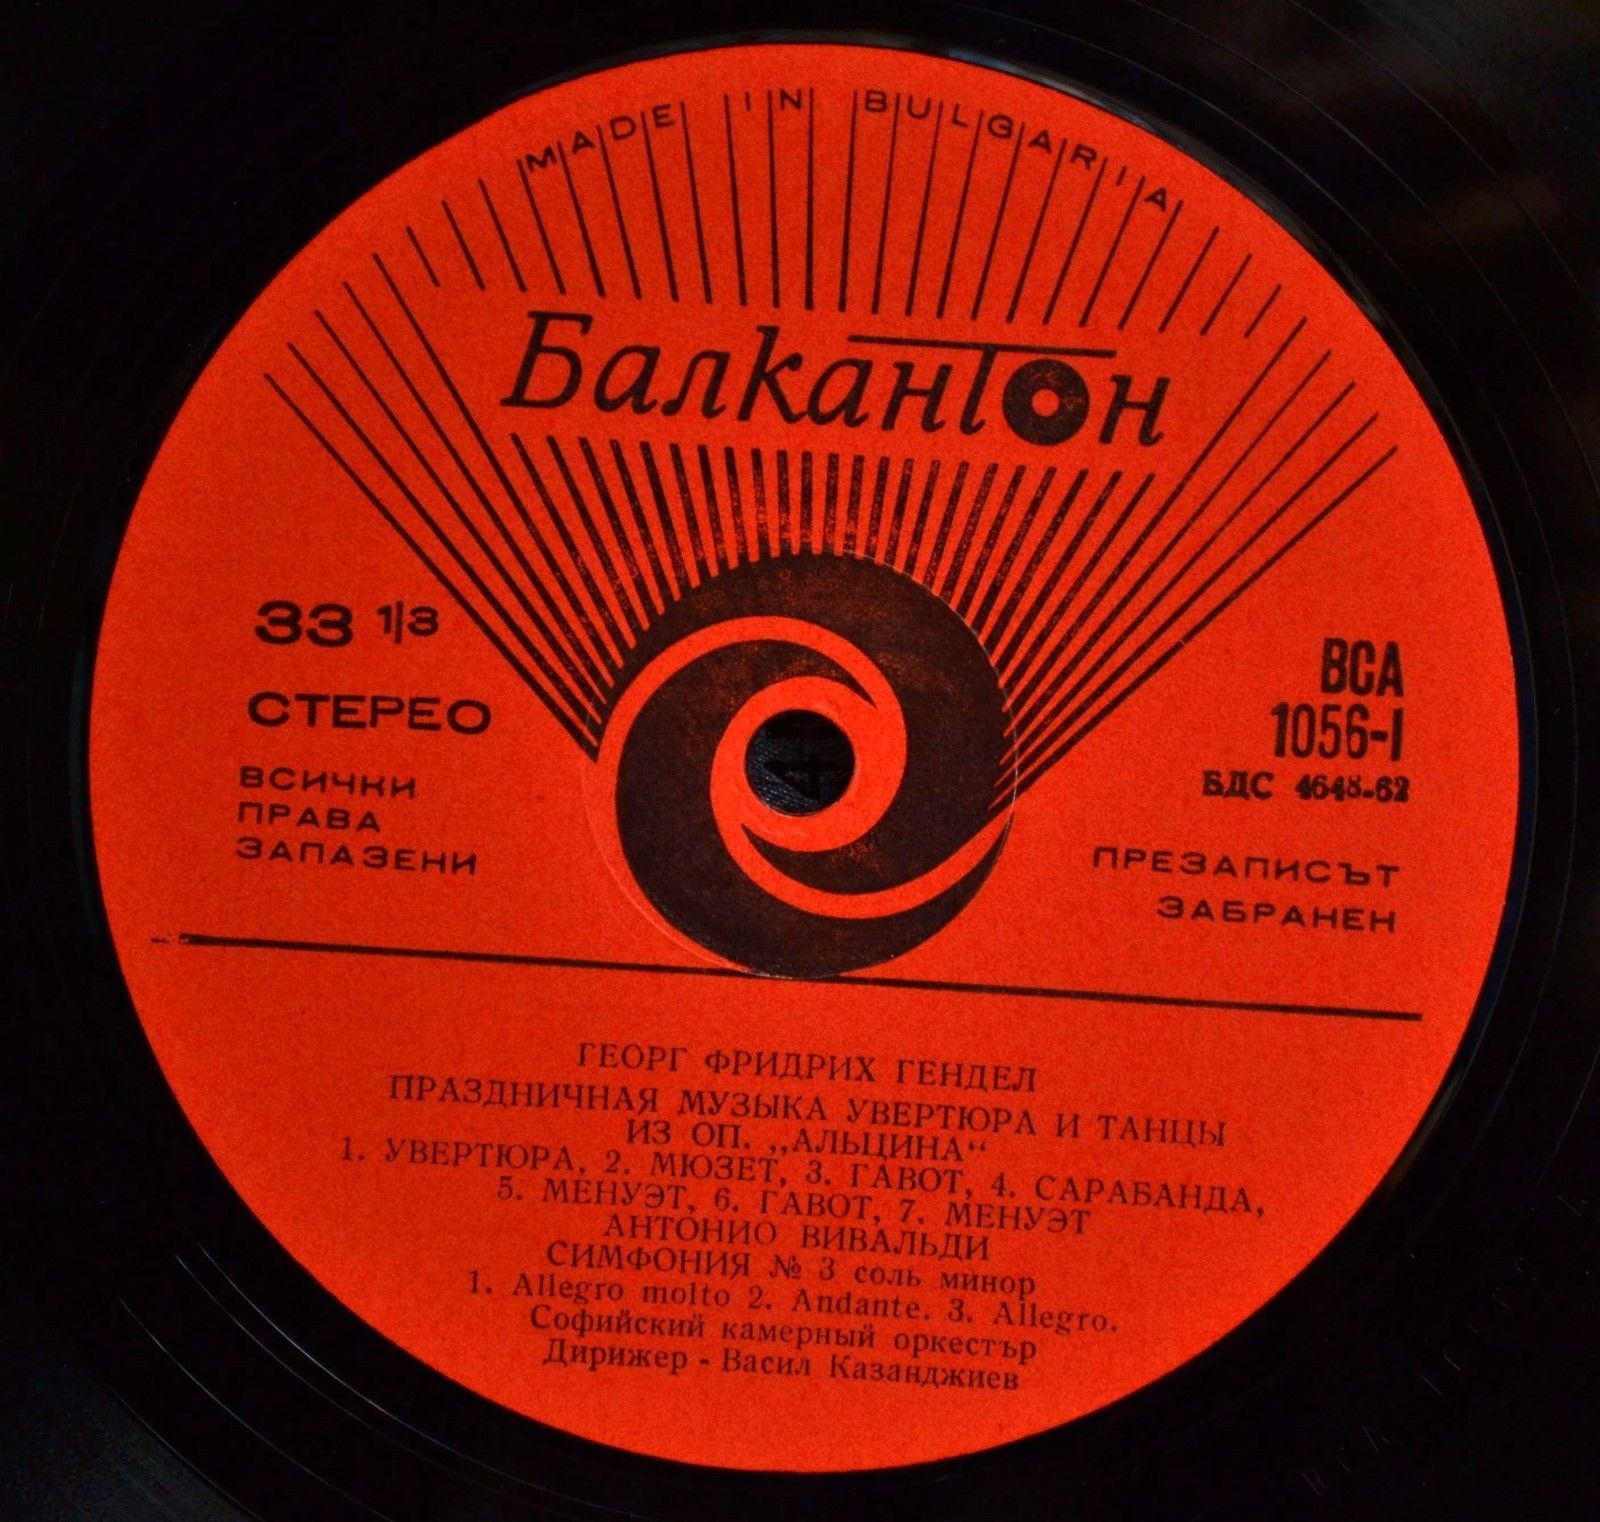 MADE IN BULGARIA
Балкантон
33 1/3
СТЕРЕО
ВСИЧКИ
ПРАВА
ЗАПАЗЕНИ
ВСА
1056-I
БДС 4648-62
ПРЕЗАПИСЪТ
ЗАБРАНЕН
ГЕОРГ ФРИДРИХ ГЕНДЕЛ
ПРАЗДНИЧНАЯ МУЗЫКА УВЕРТЮРА И ТАНЦЫ
ИЗ ОП. „АЛЬЦИНА“
1. УВЕРТЮРА, 2. МЮЗЕТ, 3. ГАВОТ, 4. САРАБАНДА,
5. МЕНУЭТ, 6. ГАВОТ, 7. МЕНУЭТ
АНТОНИО ВИВАЛЬДИ
СИМФОНИЯ № 3 соль минор
1. Allegro molto 2. Andante. 3. Allegro.
Софийский камерный оркестър
Дирижер - Васил Казанджиев